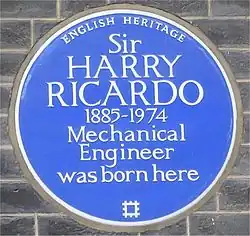 ENGLISH HERITAGE
Sir
HARRY
RICARDO
1885-1974
Mechanical
Engineer
was born here